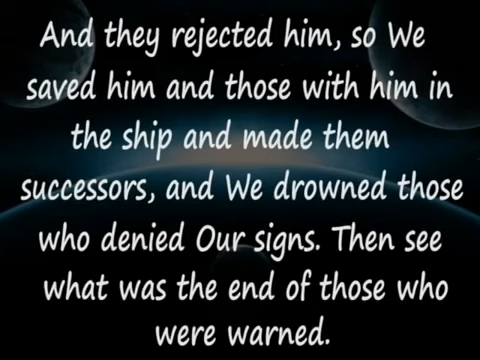 And they rejected him, so We
saved him and those with him in
the ship and made them
successors, and We drowned those
who denied Our signs. Then see
what was the end of those who
were warned.